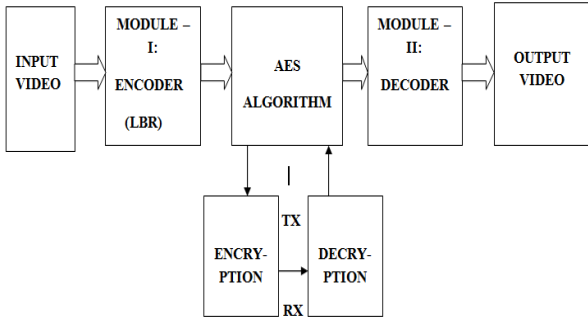 INPUT
VIDEO
MODULE –
I:
ENCODER
(LBR)
AES
ALGORITHM
MODULE –
II:
DECODER
OUTPUT
VIDEO
ENCRY-
PTION
TX
RX
DECRY-
PTION